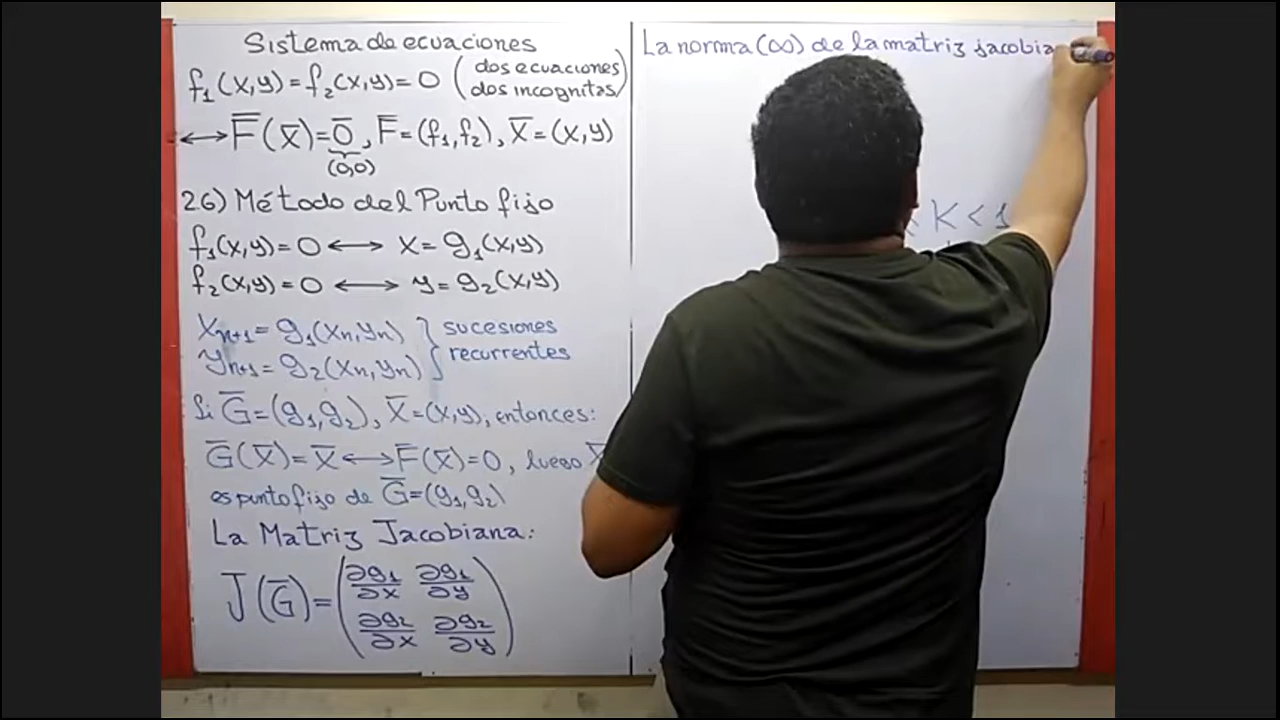 Sistema de ecuaciones
f₁(x,y)=f₂(x,y)=0 (dos ecuaciones
dos incognitas)
⟷ F̄(X̄)=0̄, F̄=(f₁,f₂), X̄=(x,y)
(0,0)
26) Método del Punto fijo
f₁(x,y)=0 ⟷ x=g₁(x,y)
f₂(x,y)=0 ⟷ y=g₂(x,y)
Xn+1=g₁(xn,yn) } sucesiones
yn+1=g₂(xn,yn) recurrentes
Si Ḡ=(g₁,g₂), X̄=(x,y), entonces:
Ḡ(X̄)=X̄ ⟷ F̄(X̄)=0, luego X̄
es punto fijo de Ḡ=(g₁,g₂)
La Matriz Jacobiana:
J(Ḡ)=(∂g₁/∂x ∂g₁/∂y
∂g₂/∂x ∂g₂/∂y)
La norma (∞) de la matriz jacobia
K < 1